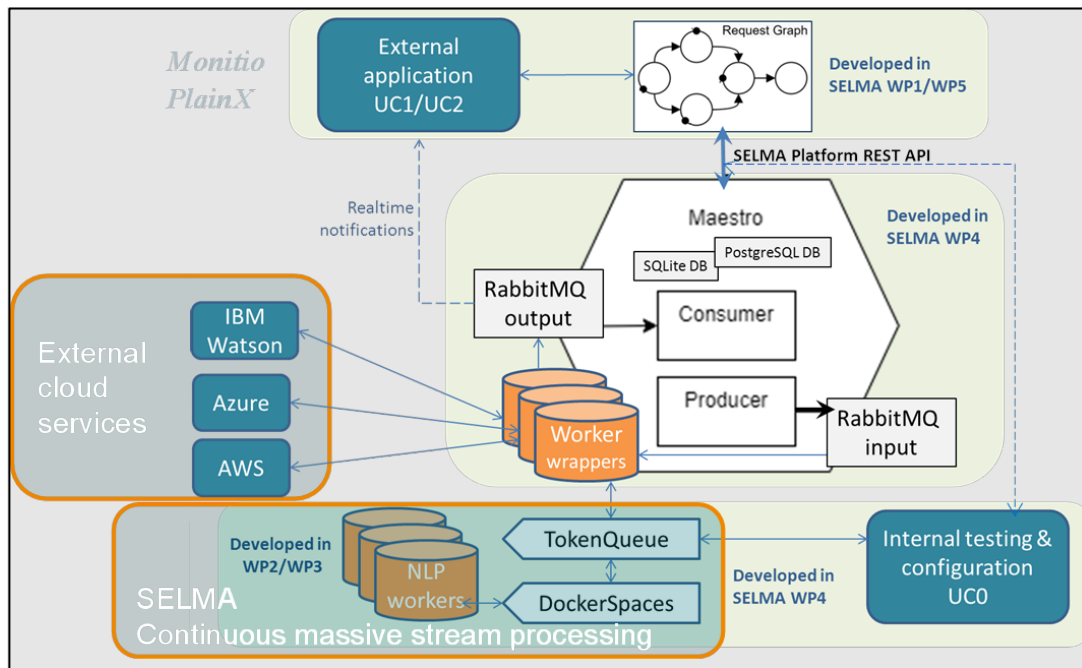 Monitio
PlainX
External
application
UC1/UC2
Request Graph
Developed in
SELMA WP1/WP5
SELMA Platform REST API
Realtime
notifications
Maestro
Developed in
SELMA WP4
PostgreSQL DB
SQLite DB
RabbitMQ
output
Consumer
Producer
RabbitMQ
input
Worker
wrappers
External
cloud
services
IBM
Watson
Azure
AWS
Developed in
WP2/WP3
NLP
workers
TokenQueue
DockerSpaces
Developed in
SELMA WP4
Internal testing &
configuration
UC0
SELMA
Continuous massive stream processing